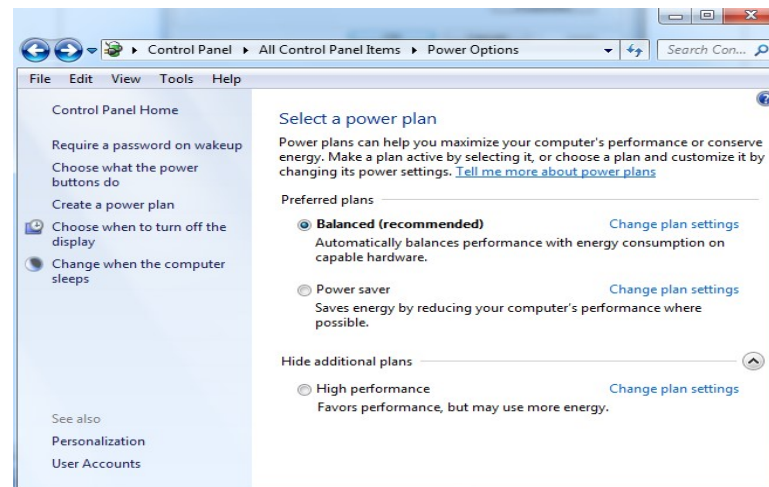 Control Panel ▸ All Control Panel Items ▸ Power Options
Search Con...
File Edit View Tools Help
Control Panel Home
Require a password on wakeup
Choose what the power
buttons do
Create a power plan
Choose when to turn off the
display
Change when the computer
sleeps
See also
Personalization
User Accounts
Select a power plan
Power plans can help you maximize your computer's performance or conserve
energy. Make a plan active by selecting it, or choose a plan and customize it by
changing its power settings. Tell me more about power plans
Preferred plans
Balanced (recommended) Change plan settings
Automatically balances performance with energy consumption on
capable hardware.
Power saver Change plan settings
Saves energy by reducing your computer's performance where
possible.
Hide additional plans
High performance Change plan settings
Favors performance, but may use more energy.